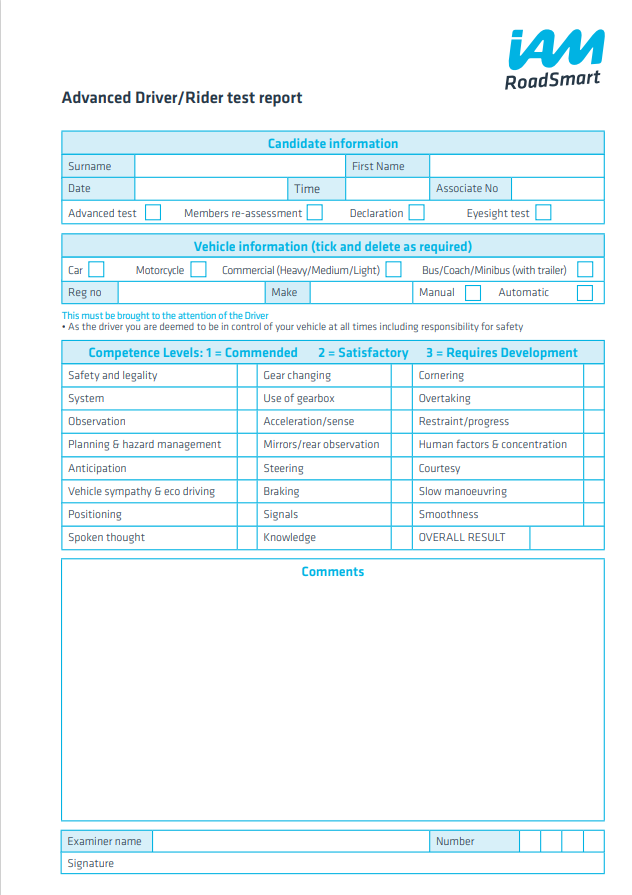 iAM
RoadSmart
Advanced Driver/Rider test report
Candidate information
Surname First Name
Date Time Associate No
Advanced test Members re-assessment Declaration Eyesight test
Vehicle information (tick and delete as required)
Car Motorcycle Commercial (Heavy/Medium/Light) Bus/Coach/Minibus (with trailer)
Reg no Make Manual Automatic
This must be brought to the attention of the Driver
• As the driver you are deemed to be in control of your vehicle at all times including responsibility for safety
Competence Levels: 1 = Commended 2 = Satisfactory 3 = Requires Development
Safety and legality Gear changing Cornering
System Use of gearbox Overtaking
Observation Acceleration/sense Restraint/progress
Planning & hazard management Mirrors/rear observation Human factors & concentration
Anticipation Steering Courtesy
Vehicle sympathy & eco driving Braking Slow manoeuvring
Positioning Signals Smoothness
Spoken thought Knowledge OVERALL RESULT
Comments
Examiner name Number
Signature